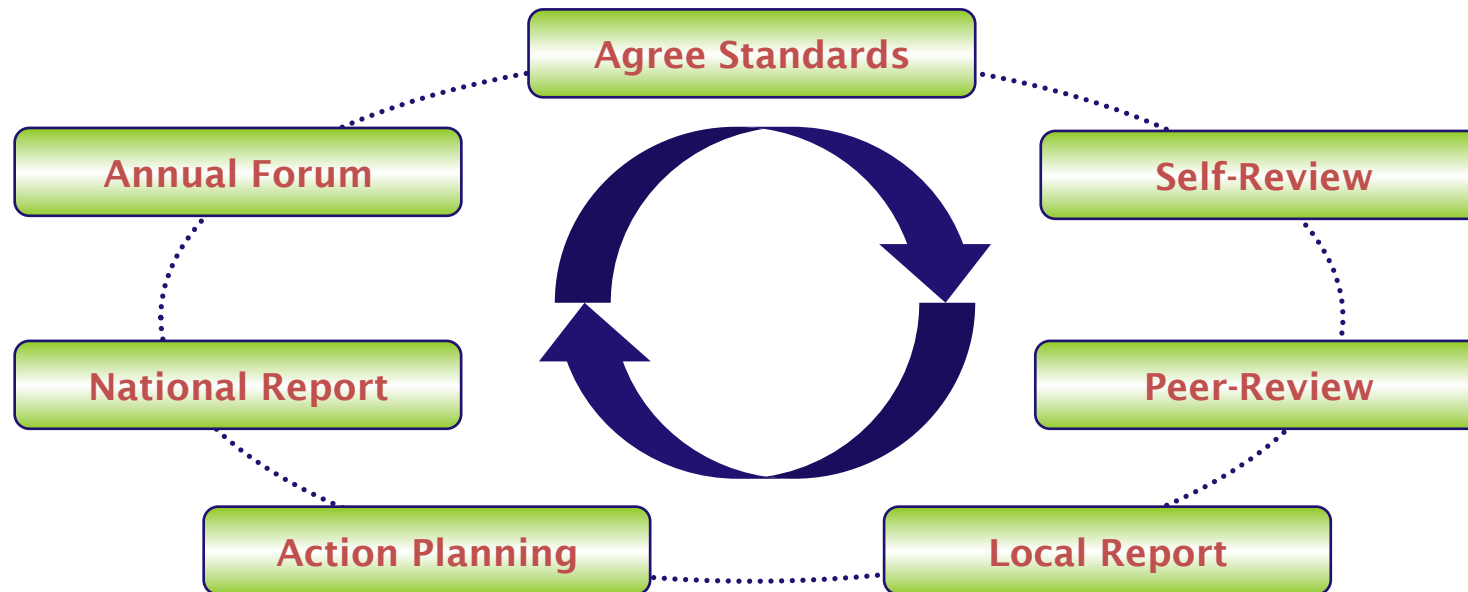 Agree Standards
Annual Forum
Self-Review
National Report
Peer-Review
Action Planning
Local Report